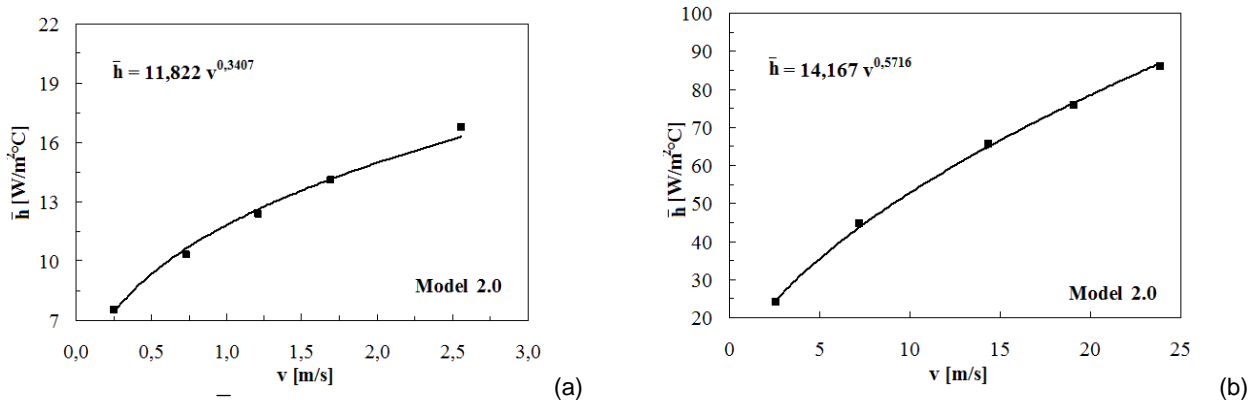 22
19
16
13
10
7
h̄ [W/m²°C]
h̄ = 11,822 v^0,3407
Model 2.0
0,0 0,5 1,0 1,5 2,0 2,5 3,0
v [m/s]
(a)
100
90
80
70
60
50
40
30
20
h̄ [W/m²°C]
h̄ = 14,167 v^0,5716
Model 2.0
0 5 10 15 20 25
v [m/s]
(b)